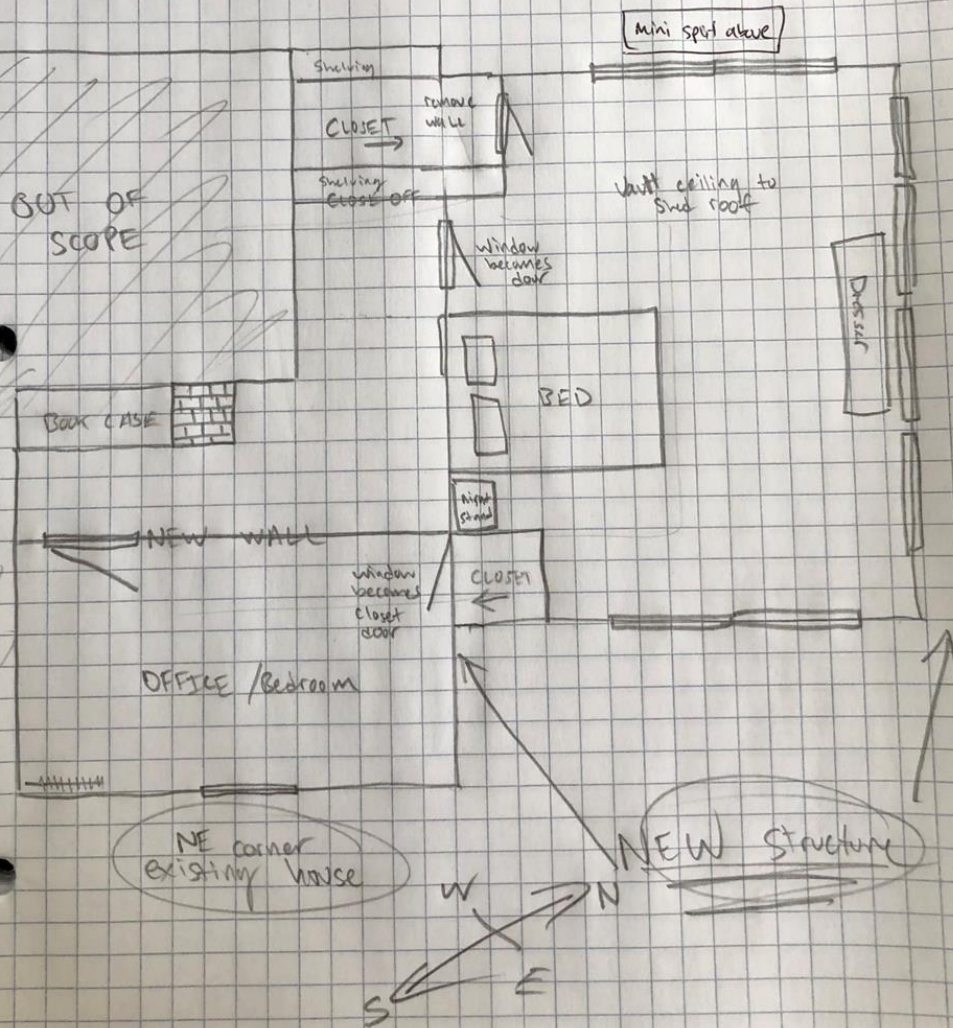 Mini split above
Shelving
remove
wall
CLOSET
Shelving
CLOSE OFF
OUT OF
SCOPE
Vault ceiling to
shed roof
Window
becomes
door
Dresser
BED
BOOK CASE
Night
stand
NEW WALL
window
becomes
closet
door
CLOSET
OFFICE / Bedroom
NE corner
existing house
NEW Structure
W
N
S
E